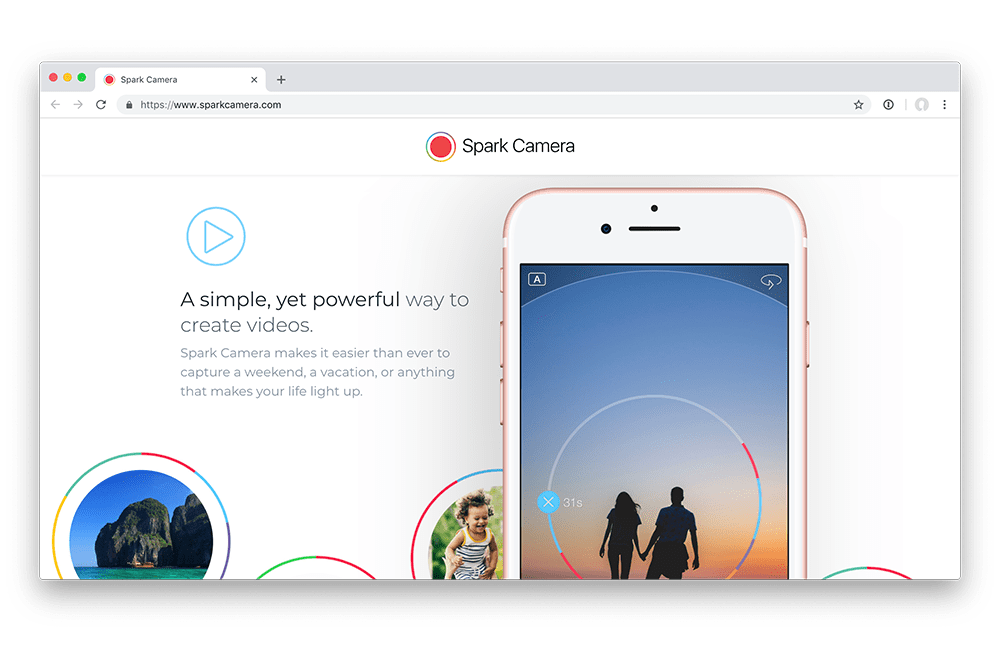 Spark Camera
https://www.sparkcamera.com
Spark Camera
A
A simple, yet powerful way to
create videos.
Spark Camera makes it easier than ever to
capture a weekend, a vacation, or anything
that makes your life light up.
31s